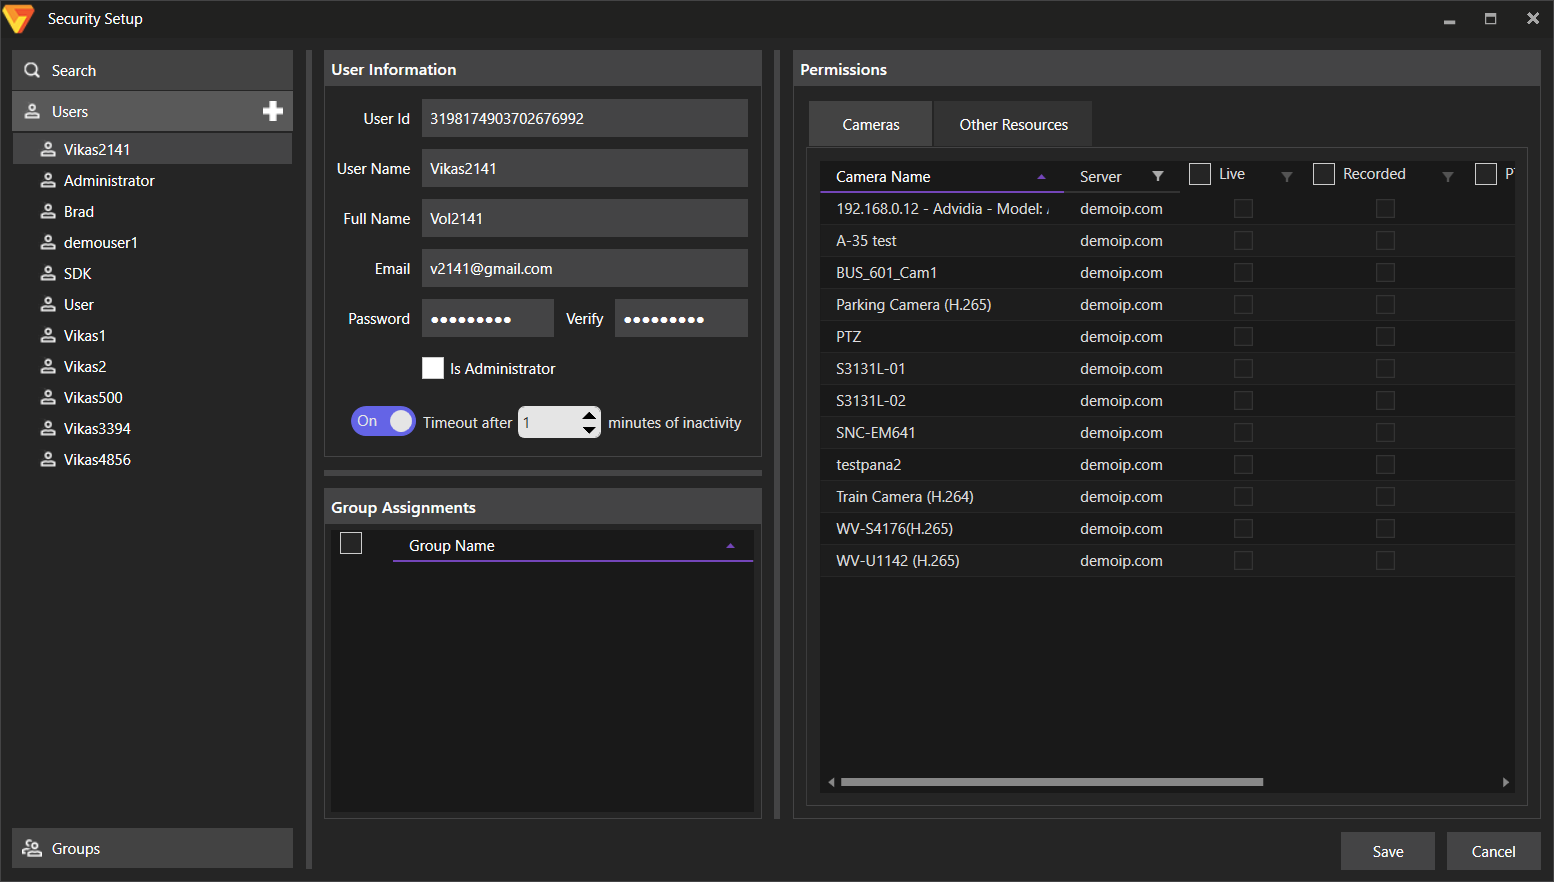 Security Setup
Search
Users
Vikas2141
Administrator
Brad
demouser1
SDK
User
Vikas1
Vikas2
Vikas500
Vikas3394
Vikas4856
Groups
User Information
User Id 3198174903702676992
User Name Vikas2141
Full Name Vol2141
Email v2141@gmail.com
Password ●●●●●●●●● Verify ●●●●●●●●●
Is Administrator
On Timeout after 1 minutes of inactivity
Group Assignments
Group Name
Permissions
Cameras Other Resources
Camera Name Server Live Recorded
192.168.0.12 - Advidia - Model: demoip.com
A-35 test demoip.com
BUS_601_Cam1 demoip.com
Parking Camera (H.265) demoip.com
PTZ demoip.com
S3131L-01 demoip.com
S3131L-02 demoip.com
SNC-EM641 demoip.com
testpana2 demoip.com
Train Camera (H.264) demoip.com
WV-S4176(H.265) demoip.com
WV-U1142 (H.265) demoip.com
Save Cancel